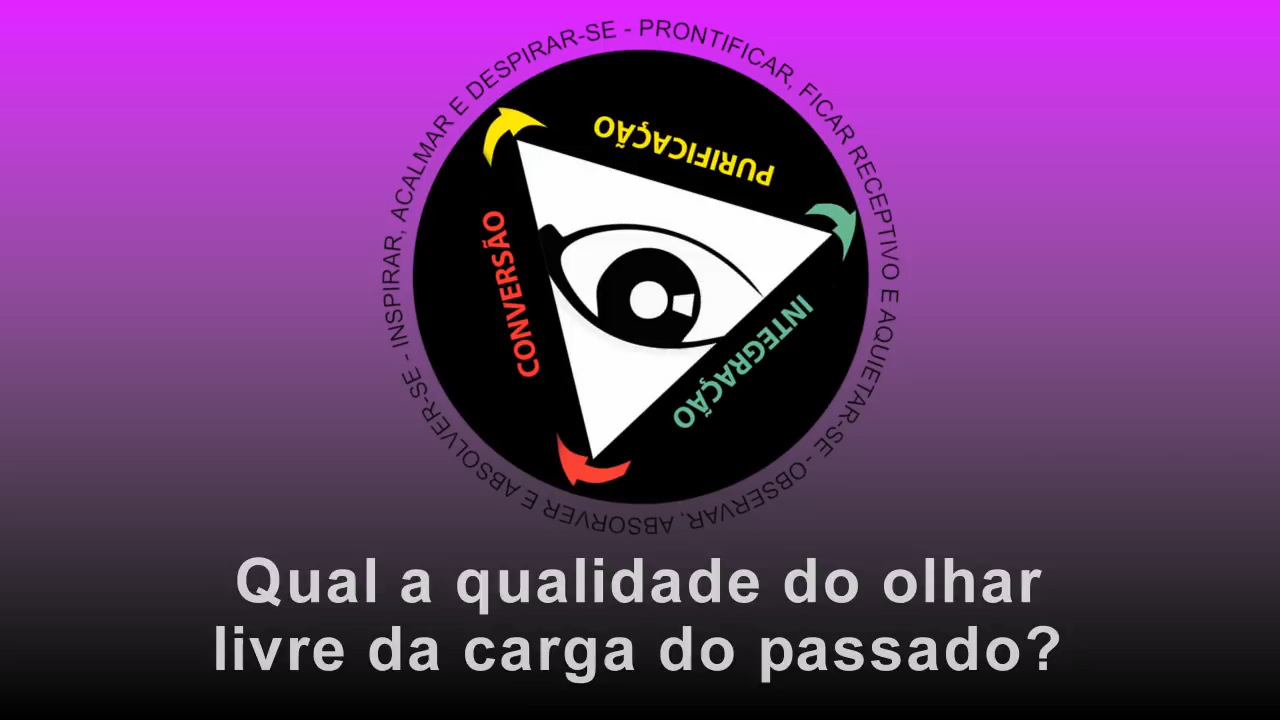 INSPIRAR, ACALMAR E DESPIRAR-SE - PRONTIFICAR, FICAR RECEPTIVO E AQUIETAR-SE - OBSERVAR, ABSORVER E ABSOLVER-SE -
PURIFICAÇÃO
CONVERSÃO
INTEGRAÇÃO
Qual a qualidade do olhar
livre da carga do passado?